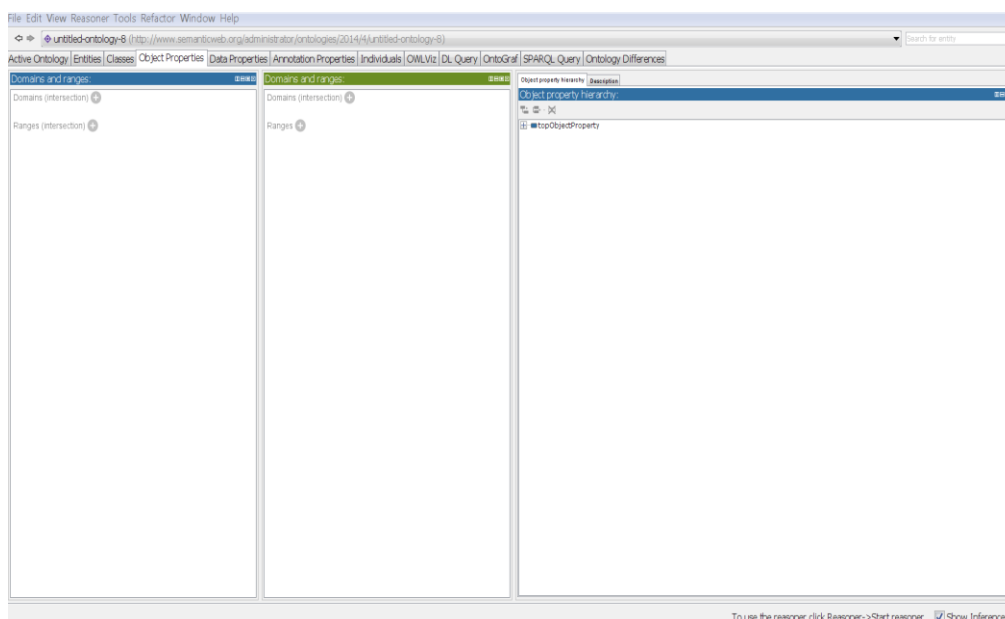 File Edit View Reasoner Tools Refactor Window Help
untitled-ontology-8 (http://www.semanticweb.org/administrator/ontologies/2014/4/untitled-ontology-8)
Search for entity
Active Ontology Entities Classes Object Properties Data Properties Annotation Properties Individuals OWLViz DL Query OntoGraf SPARQL Query Ontology Differences
Domains and ranges:
Domains (intersection)
Ranges (intersection)
Domains and ranges:
Domains (intersection)
Ranges
Object property hierarchy Description
Object property hierarchy:
topObjectProperty
To use the reasoner click Reasoner->Start reasoner Show Inference